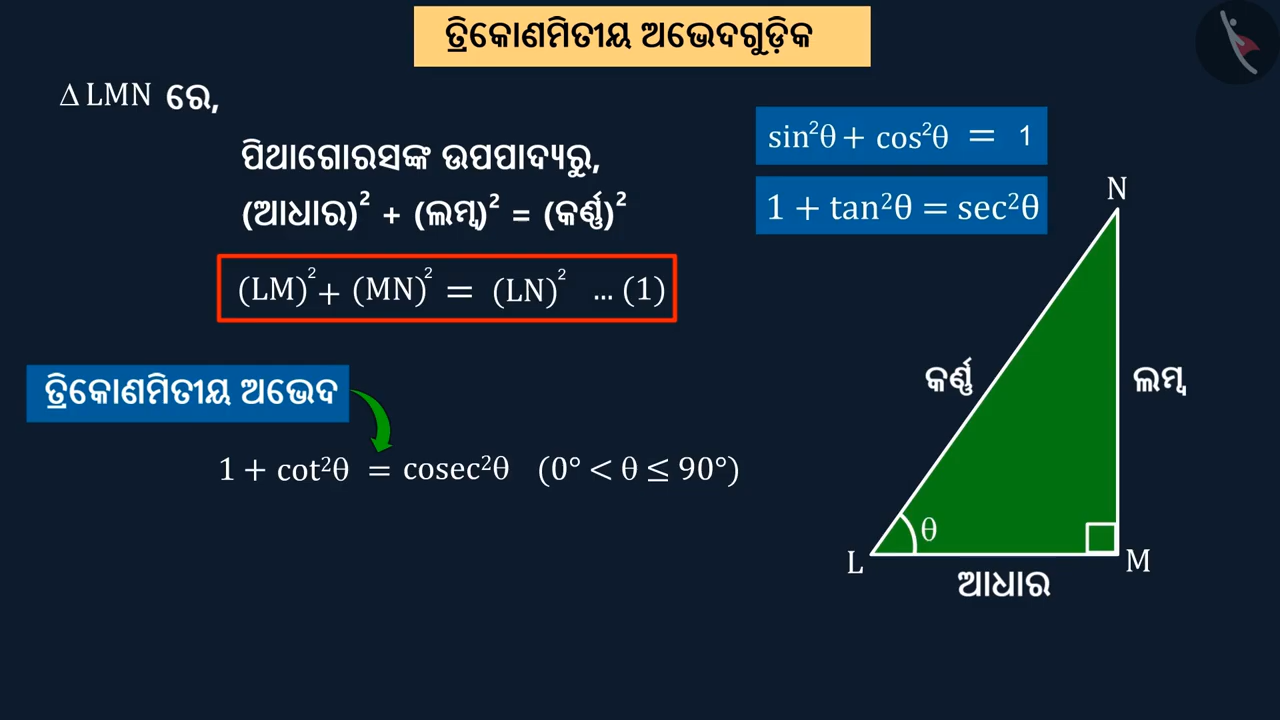 ତ୍ରିକୋଣମିତୀୟ ଅଭେଦଗୁଡ଼ିକ
Δ LMN ରେ,
ପିଥାଗୋରସଙ୍କ ଉପପାଦ୍ୟରୁ,
(ଆଧାର)² + (ଲମ୍ବ)² = (କର୍ଣ୍ଣ)²
(LM)² + (MN)² = (LN)² ... (1)
sin²θ + cos²θ = 1
1 + tan²θ = sec²θ
ତ୍ରିକୋଣମିତୀୟ ଅଭେଦ
1 + cot²θ = cosec²θ (0° < θ ≤ 90°)
N
କର୍ଣ୍ଣ
ଲମ୍ବ
θ
L
M
ଆଧାର